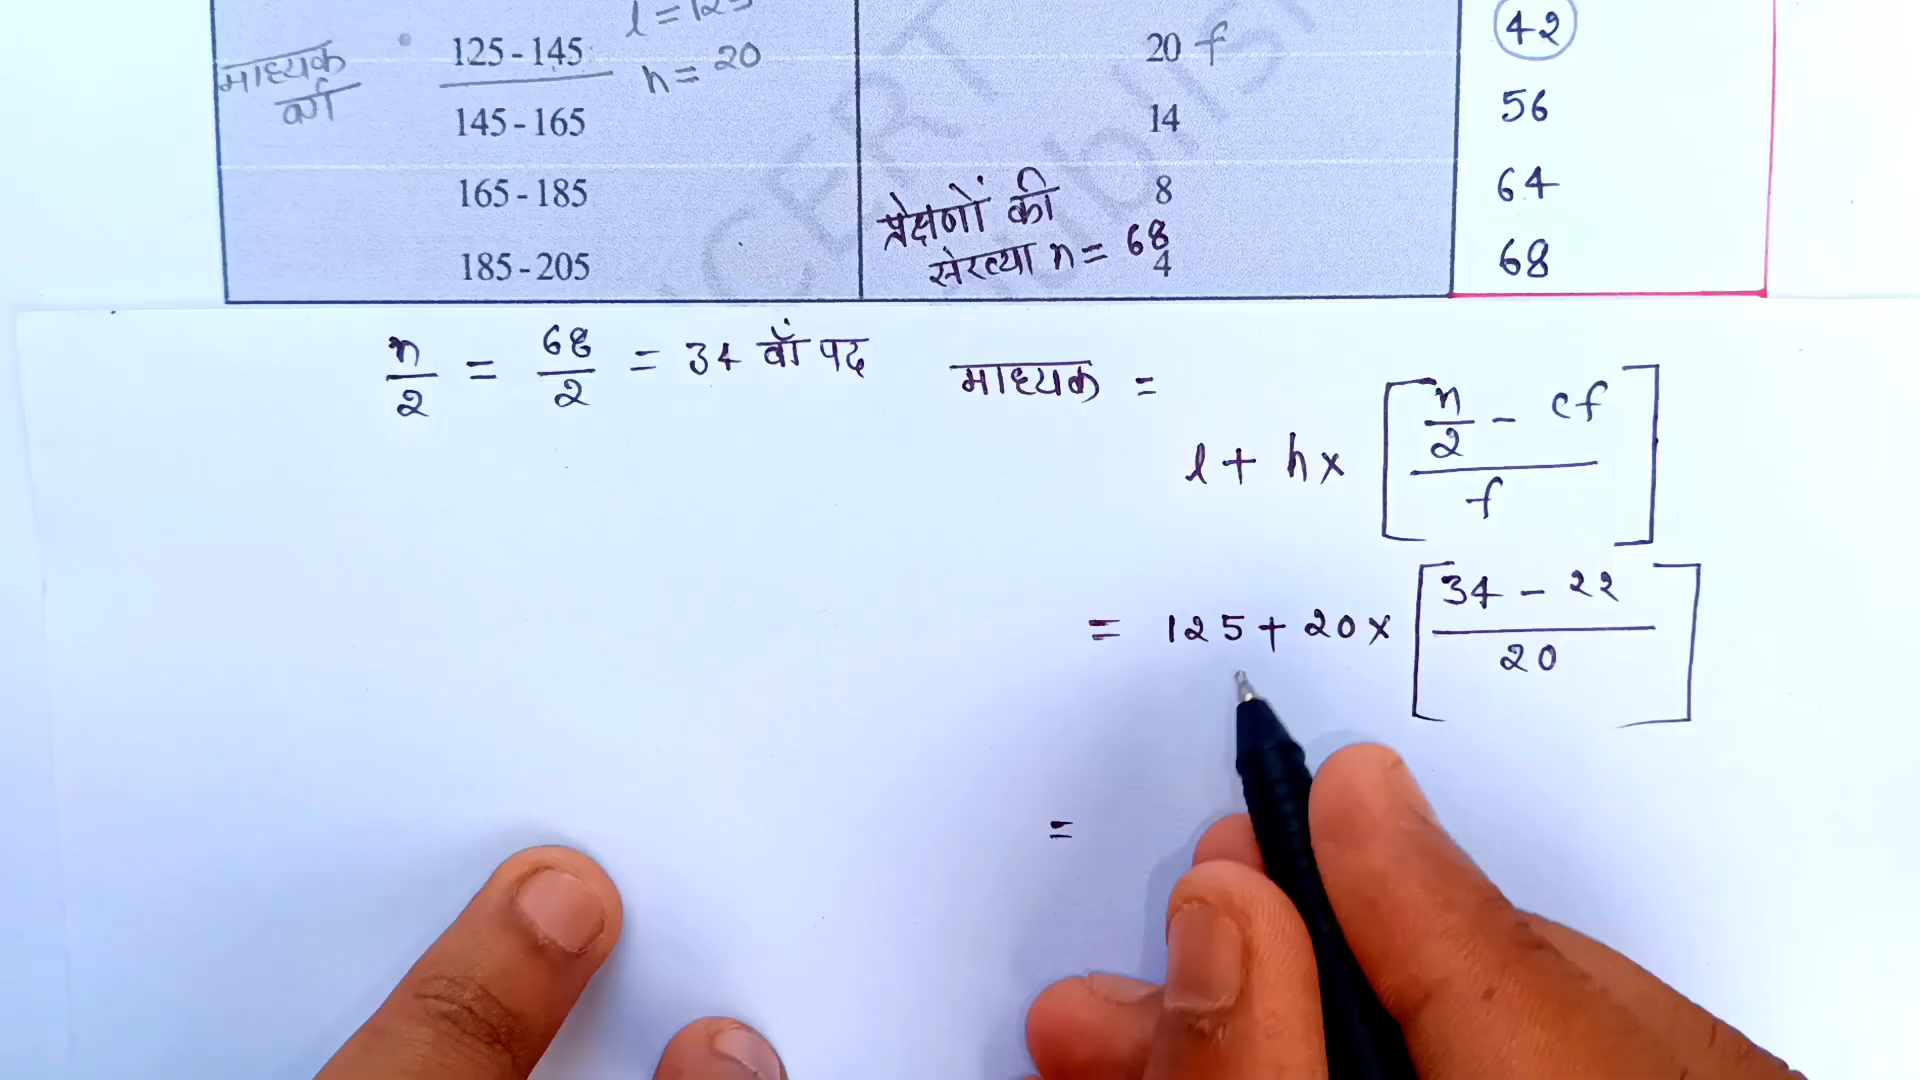 l = 125
42
माध्यक वर्ग
125 - 145
h = 20
20 f
145 - 165
14
56
165 - 185
8
64
प्रेक्षणों की
संख्या n = 68
185 - 205
4
68
n/2 = 68/2 = 34 वाँ पद
माध्यक =
l + h × [ (n/2 - cf) / f ]
= 125 + 20 × [ (34 - 22) / 20 ]
=